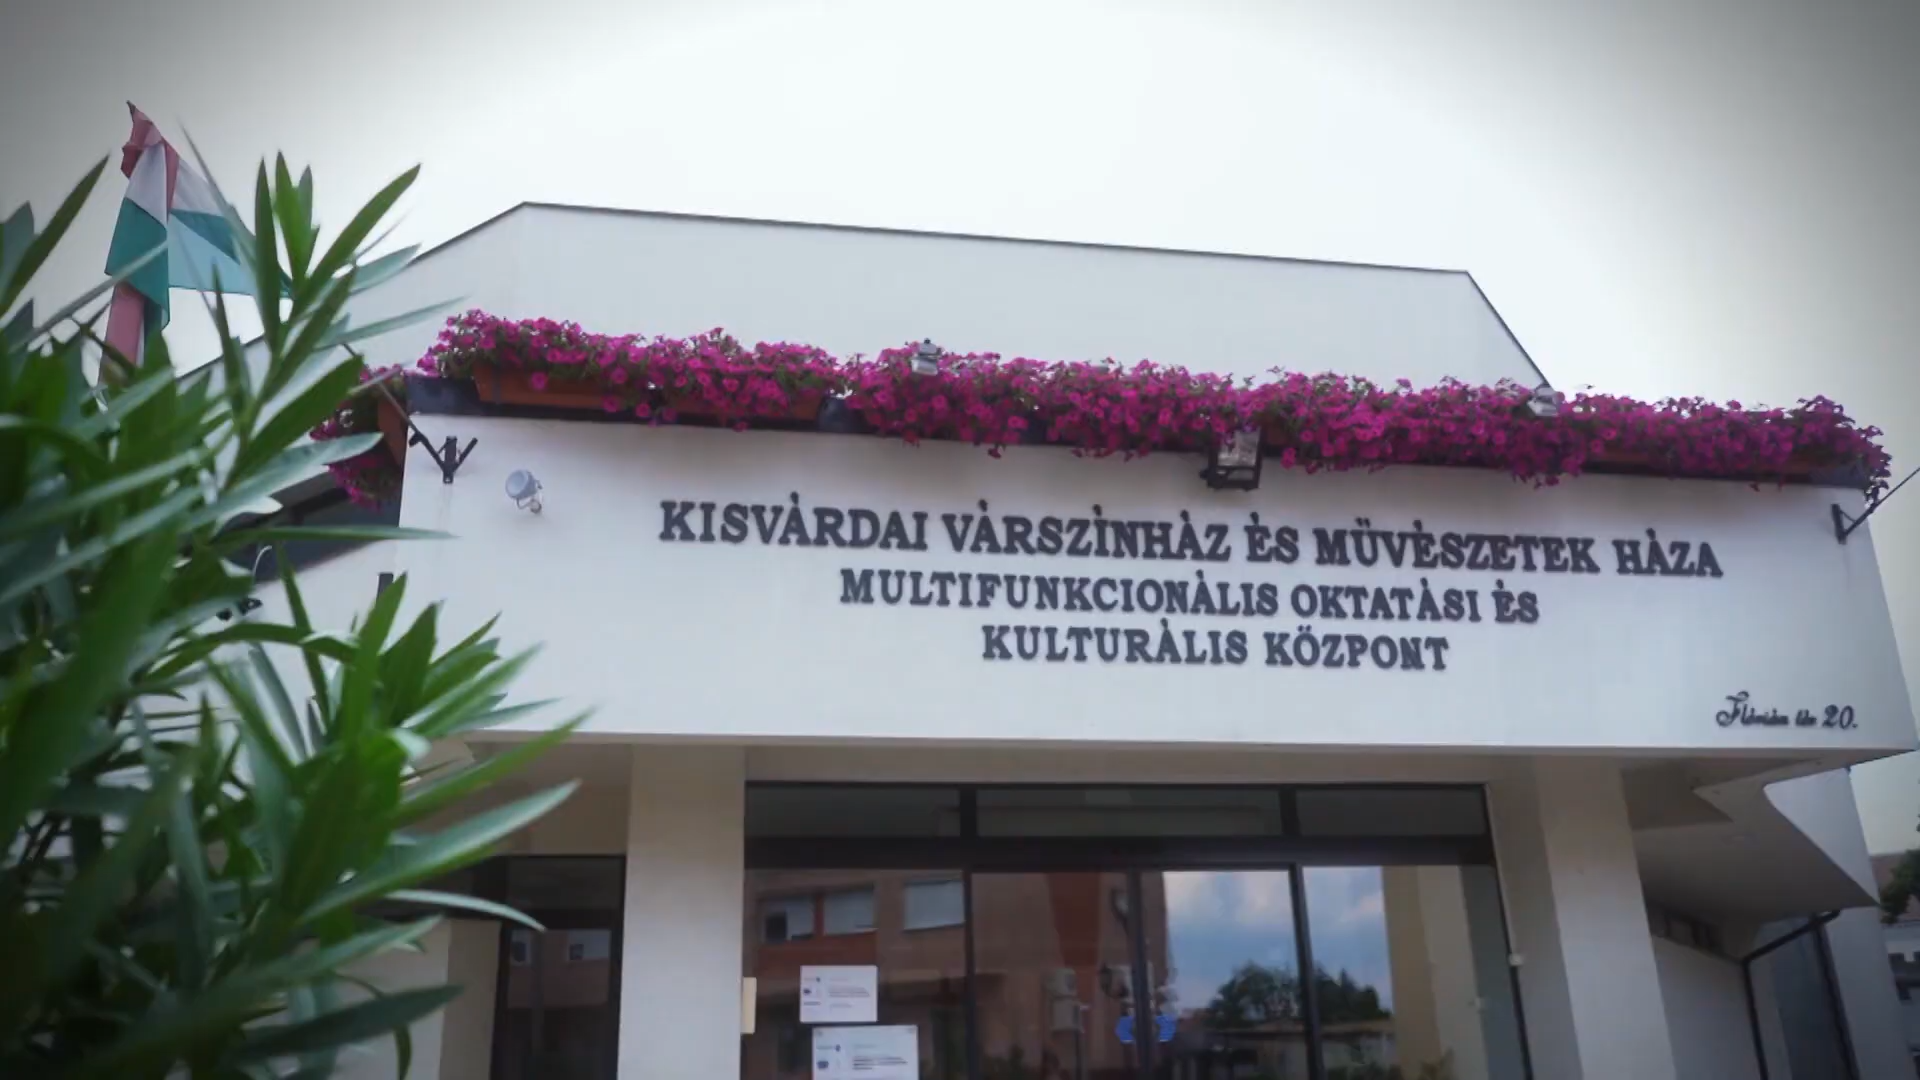 KISVÁRDAI VÁRSZÍNHÁZ ÉS MŰVÉSZETEK HÁZA
MULTIFUNKCIONÁLIS OKTATÁSI ÉS
KULTURÁLIS KÖZPONT
Flórián tér 20.